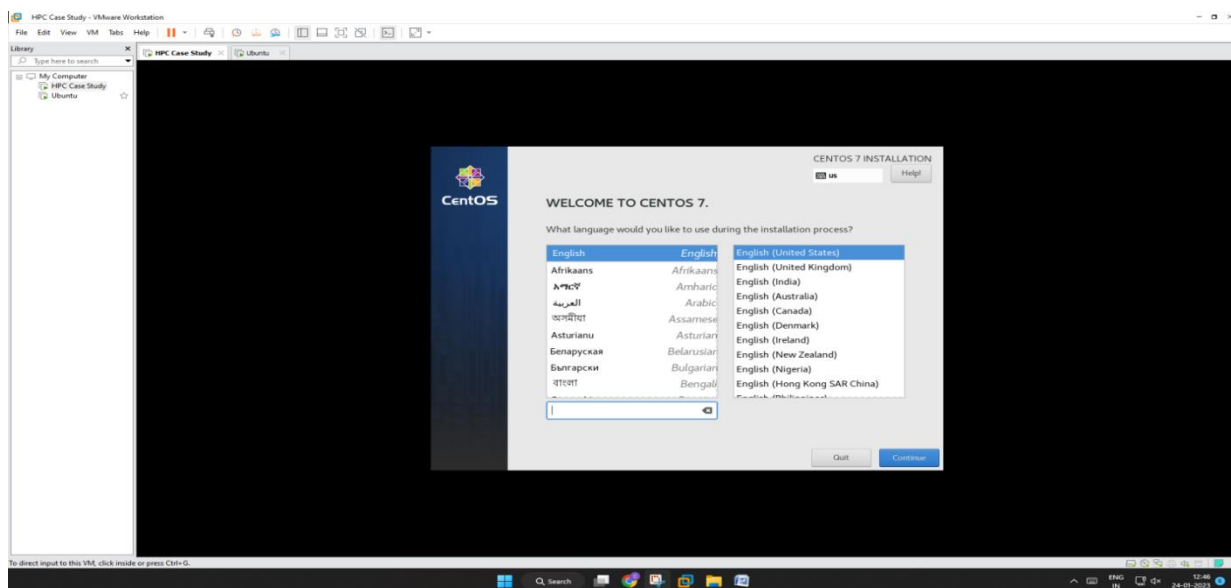 HPC Case Study - VMware Workstation
File Edit View VM Tabs Help
Library
HPC Case Study
Ubuntu
Type here to search
My Computer
HPC Case Study
Ubuntu
CentOS
CENTOS 7 INSTALLATION
us
Help!
WELCOME TO CENTOS 7.
What language would you like to use during the installation process?
English English
Afrikaans Afrikaans
አማርኛ Amharic
العربية Arabic
অসমীয়া Assamese
Asturianu Asturian
Беларуская Belarusian
Български Bulgarian
বাংলা Bengali
English (United States)
English (United Kingdom)
English (India)
English (Australia)
English (Canada)
English (Denmark)
English (Ireland)
English (New Zealand)
English (Nigeria)
English (Hong Kong SAR China)
English (Philippines)
Quit
Continue
To direct input to this VM, click inside or press Ctrl+G.
Search
ENG
IN
12:46
24-01-2023